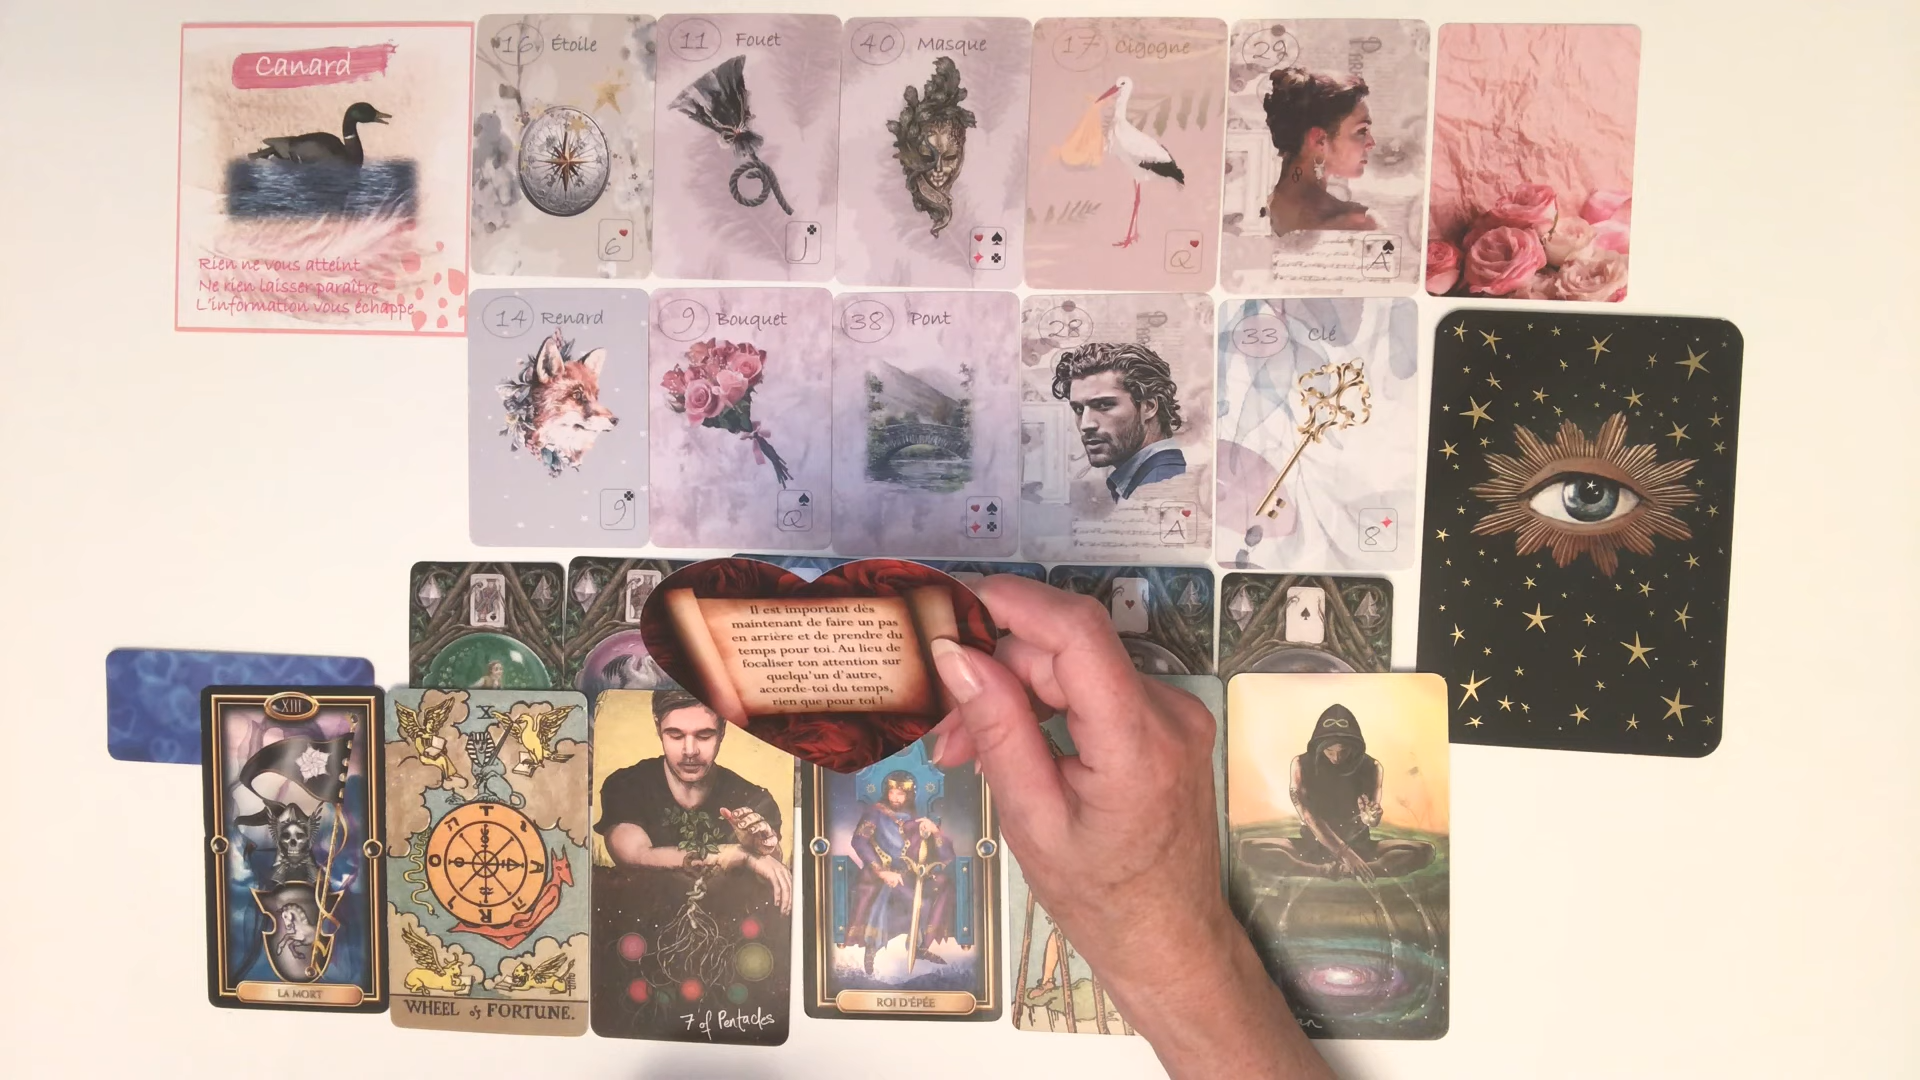 Canard
Rien ne vous atteint
Ne rien laisser paraître
L'information vous échappe
16 Étoile
6
11 Fouet
J
40 Masque
17 Cigogne
Q
29
PARIS
A
14 Renard
9
9 Bouquet
Q
38 Pont
28
A
33 Clé
8
Il est important dès
maintenant de faire un pas
en arrière et de prendre du
temps pour toi. Au lieu de
focaliser ton attention sur
quelqu'un d'autre,
accorde-toi du temps,
rien que pour toi !
XIII
LA MORT
X
T
A
R
O
WHEEL of FORTUNE.
7 of Pentacles
ROI D'ÉPÉE